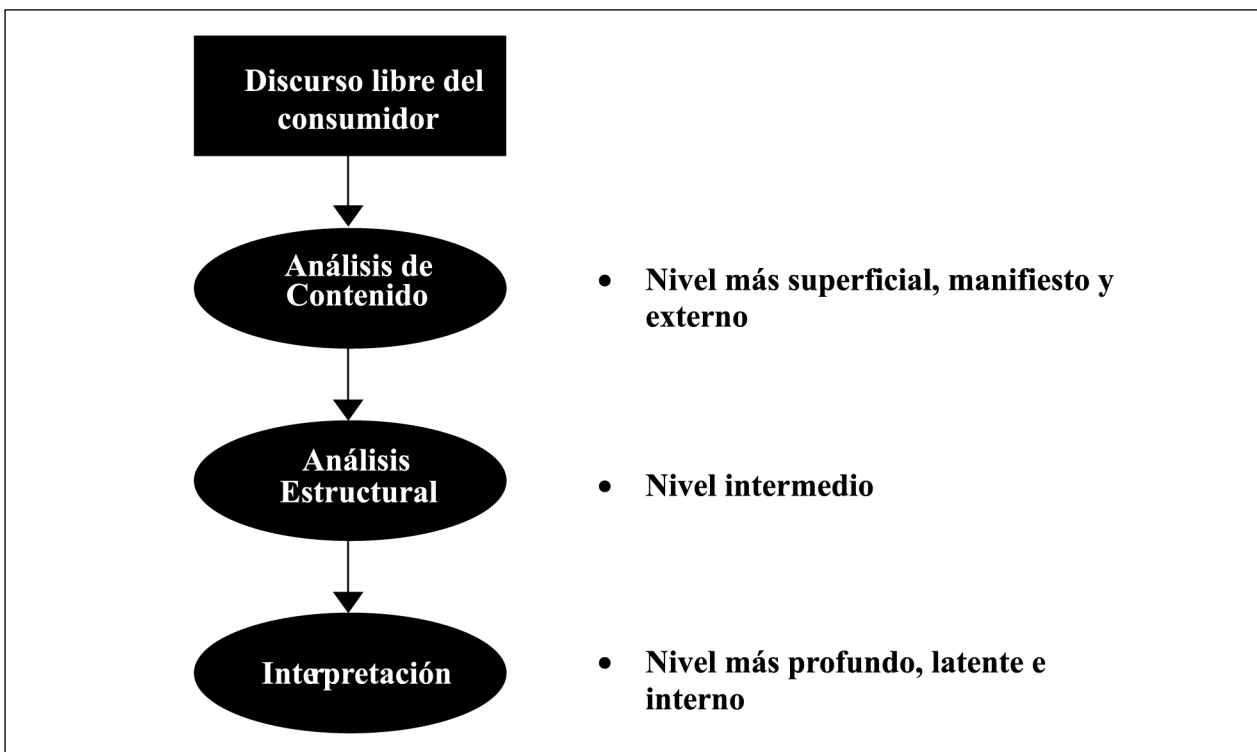 Discurso libre del
consumidor
Análisis de
Contenido
• Nivel más superficial, manifiesto y
externo
Análisis
Estructural
• Nivel intermedio
Interpretación
• Nivel más profundo, latente e
interno